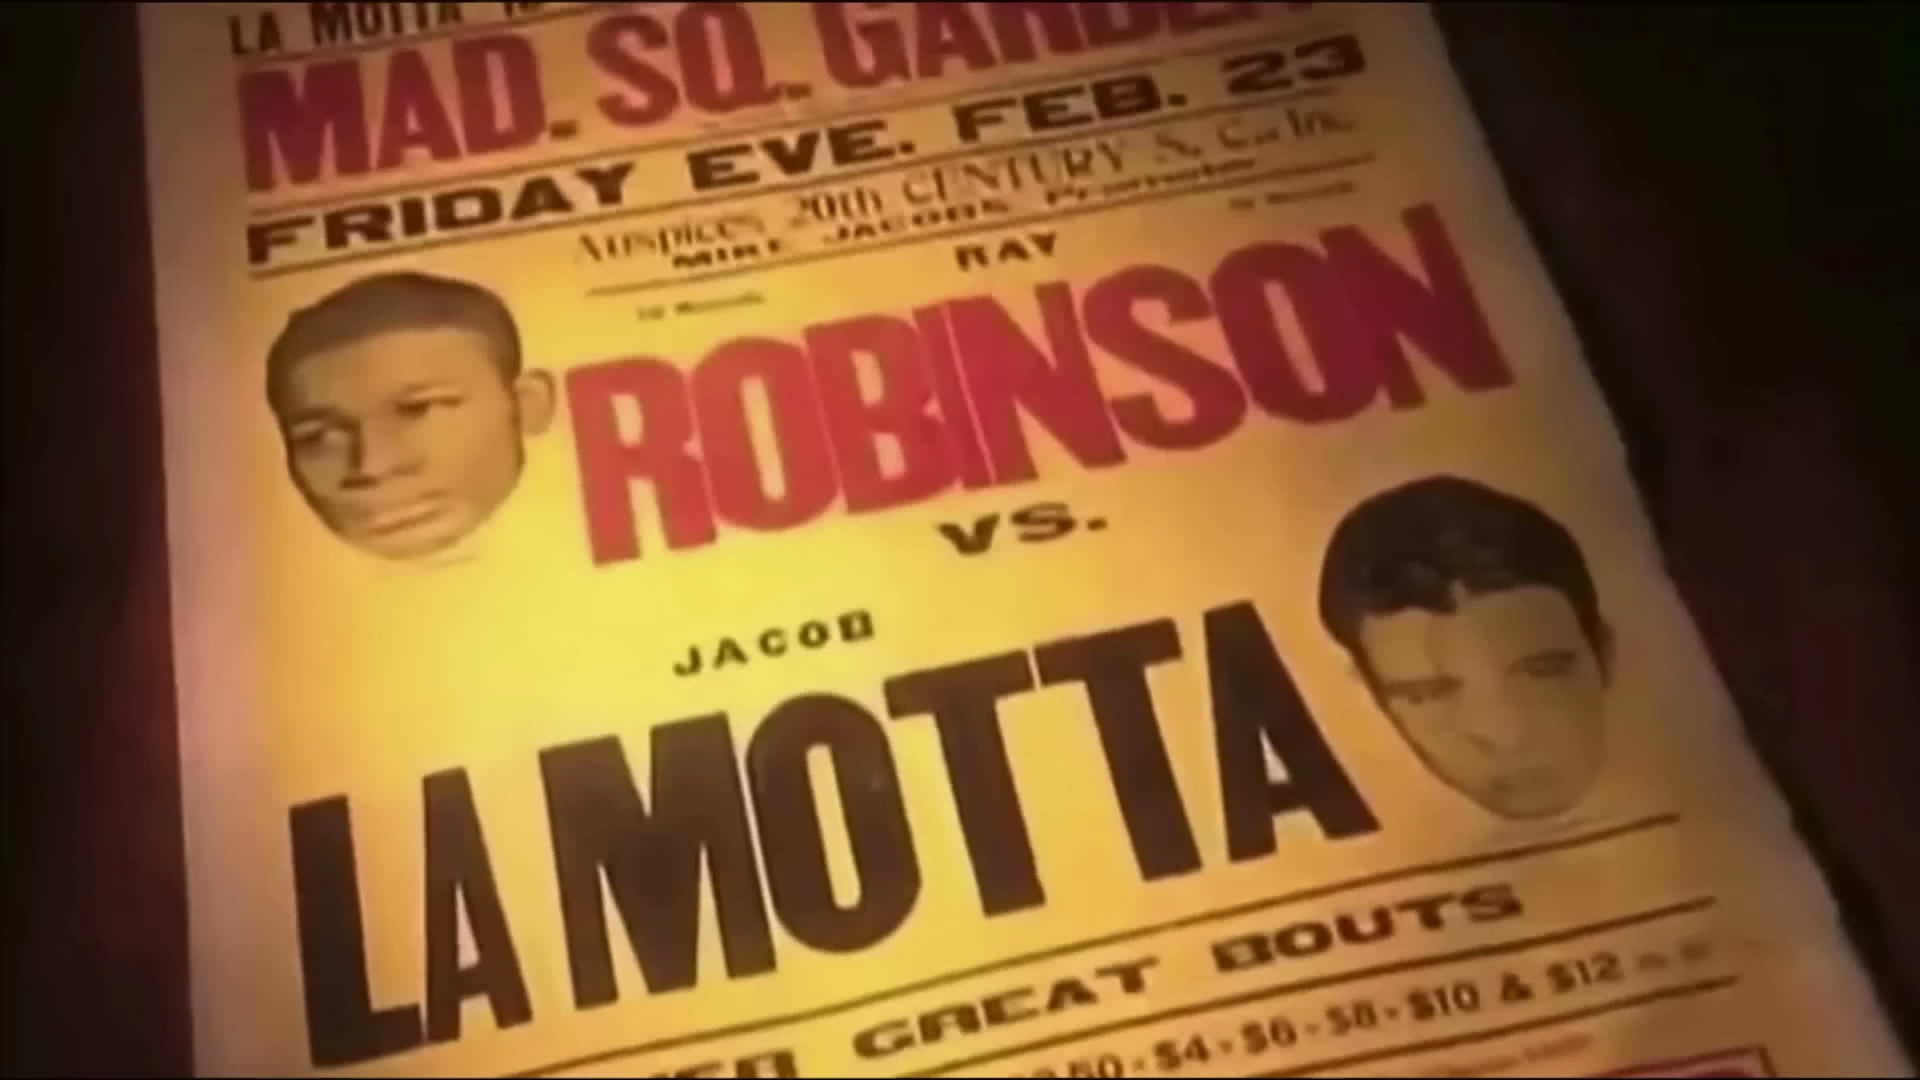 LA MOTTA
MAD. SQ. GARDEN
FRIDAY EVE. FEB. 23
Auspices 20th CENTURY S. C. Inc.
MIKE JACOBS
RAY
ROBINSON
VS.
JACOB
LA MOTTA
GREAT BOUTS
$4 - $6 - $8 - $10 & $12